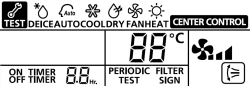 TEST DEICE AUTO COOL DRY FAN HEAT CENTER CONTROL
88°C
ON TIMER
OFF TIMER 8.8 Hr.
PERIODIC FILTER
TEST SIGN